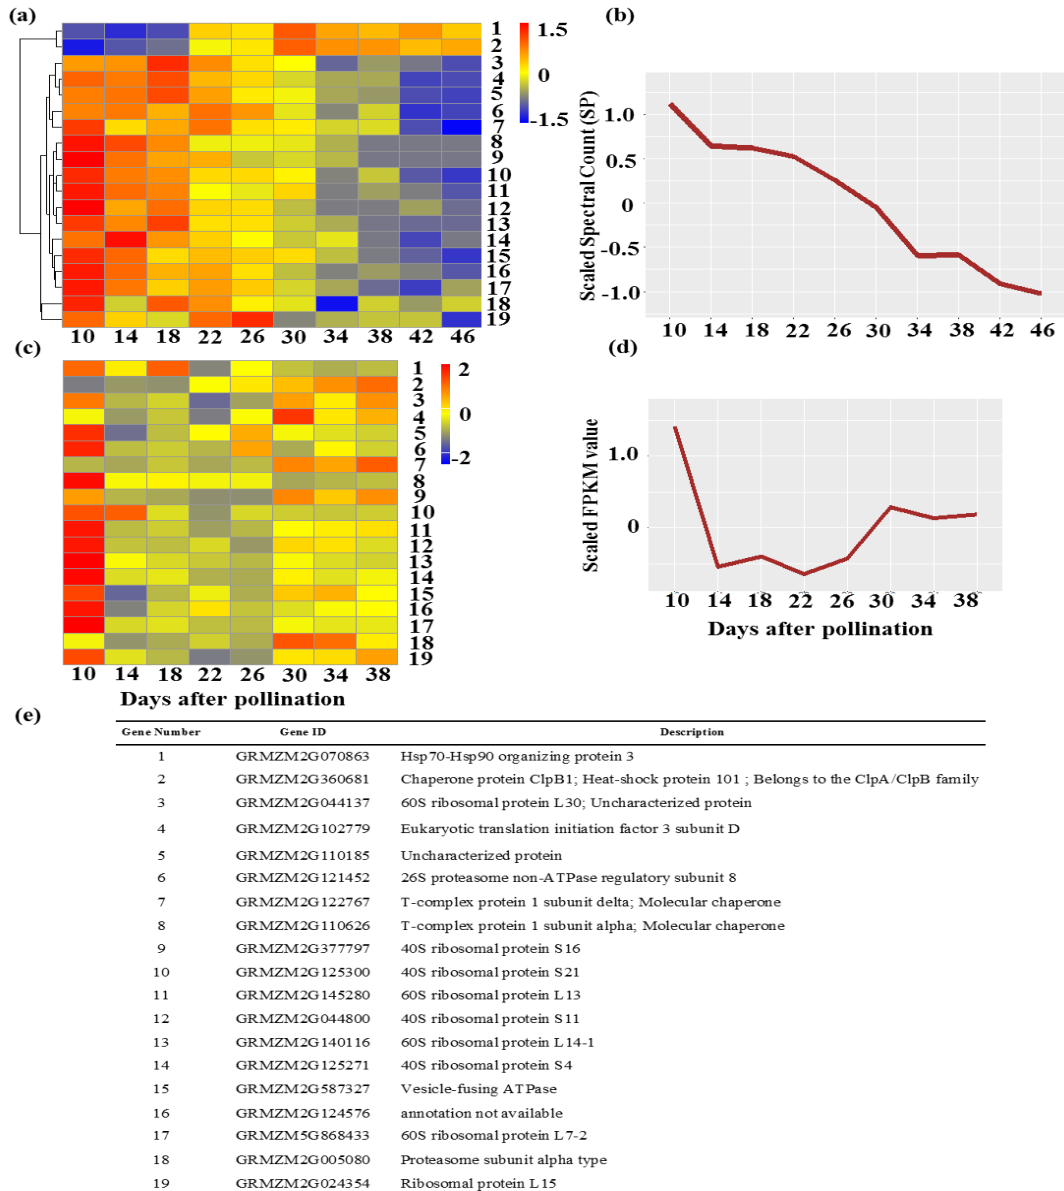 (a)
1
2
3
4
5
6
7
8
9
10
11
12
13
14
15
16
17
18
19
1.5
0
-1.5
10 14 18 22 26 30 34 38 42 46
(b)
Scaled Spectral Count (SP)
1.0
0.5
0
-0.5
-1.0
10 14 18 22 26 30 34 38 42 46
(c)
1
2
3
4
5
6
7
8
9
10
11
12
13
14
15
16
17
18
19
2
0
-2
10 14 18 22 26 30 34 38
Days after pollination
(d)
Scaled FPKM value
1.0
0
10 14 18 22 26 30 34 38
Days after pollination
(e)
Gene Number Gene ID Description
1 GRMZM2G070863 Hsp70-Hsp90 organizing protein 3
2 GRMZM2G360681 Chaperone protein ClpB1; Heat-shock protein 101 ; Belongs to the ClpA/ClpB family
3 GRMZM2G044137 60S ribosomal protein L30; Uncharacterized protein
4 GRMZM2G102779 Eukaryotic translation initiation factor 3 subunit D
5 GRMZM2G110185 Uncharacterized protein
6 GRMZM2G121452 26S proteasome non-ATPase regulatory subunit 8
7 GRMZM2G122767 T-complex protein 1 subunit delta; Molecular chaperone
8 GRMZM2G110626 T-complex protein 1 subunit alpha; Molecular chaperone
9 GRMZM2G377797 40S ribosomal protein S16
10 GRMZM2G125300 40S ribosomal protein S21
11 GRMZM2G145280 60S ribosomal protein L13
12 GRMZM2G044800 40S ribosomal protein S11
13 GRMZM2G140116 60S ribosomal protein L14-1
14 GRMZM2G125271 40S ribosomal protein S4
15 GRMZM2G587327 Vesicle-fusing ATPase
16 GRMZM2G124576 annotation not available
17 GRMZM5G868433 60S ribosomal protein L7-2
18 GRMZM2G005080 Proteasome subunit alpha type
19 GRMZM2G024354 Ribosomal protein L15